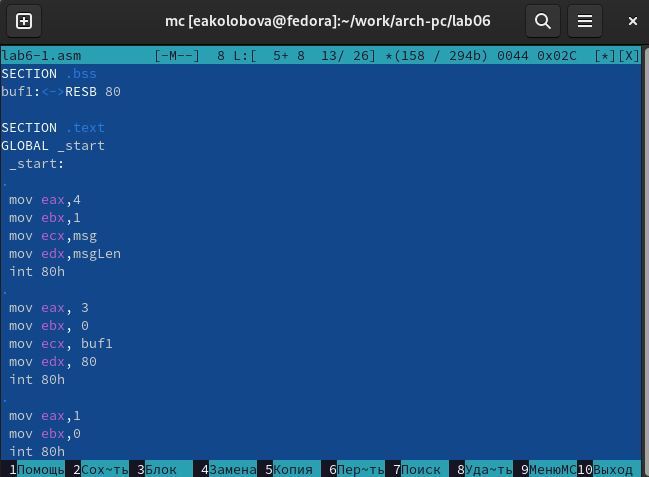 mc [eakolobova@fedora]:~/work/arch-pc/lab06
lab6-1.asm [-M--] 8 L:[ 5+ 8 13/ 26] *(158 / 294b) 0044 0x02C [*][X]
SECTION .bss
buf1:<->RESB 80
SECTION .text
GLOBAL _start
_start:
.
mov eax,4
mov ebx,1
mov ecx,msg
mov edx,msgLen
int 80h
.
mov eax, 3
mov ebx, 0
mov ecx, buf1
mov edx, 80
int 80h
.
mov eax,1
mov ebx,0
int 80h
1Помощь 2Сох~ть 3Блок 4Замена 5Копия 6Пер~ть 7Поиск 8Уда~ть 9МенюMC 10Выход